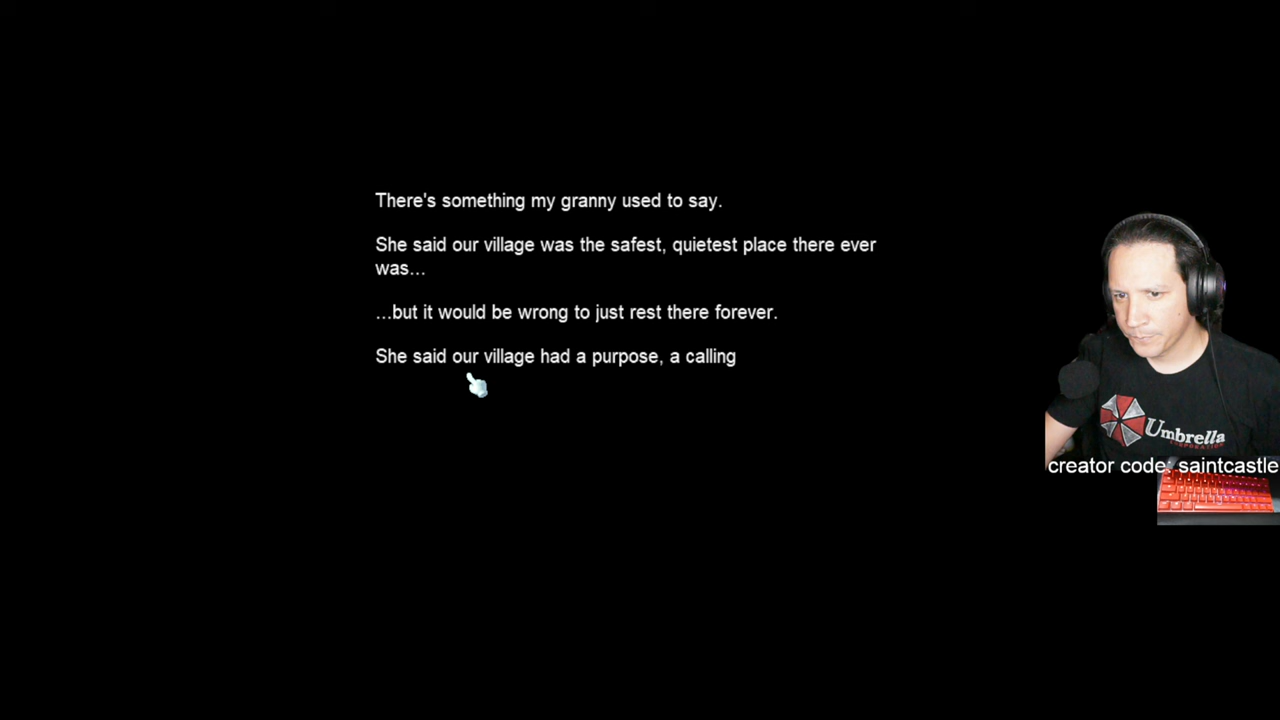 There's something my granny used to say.
She said our village was the safest, quietest place there ever
was...
...but it would be wrong to just rest there forever.
She said our village had a purpose, a calling
Umbrella
CORPORATION
creator code: saintcastle